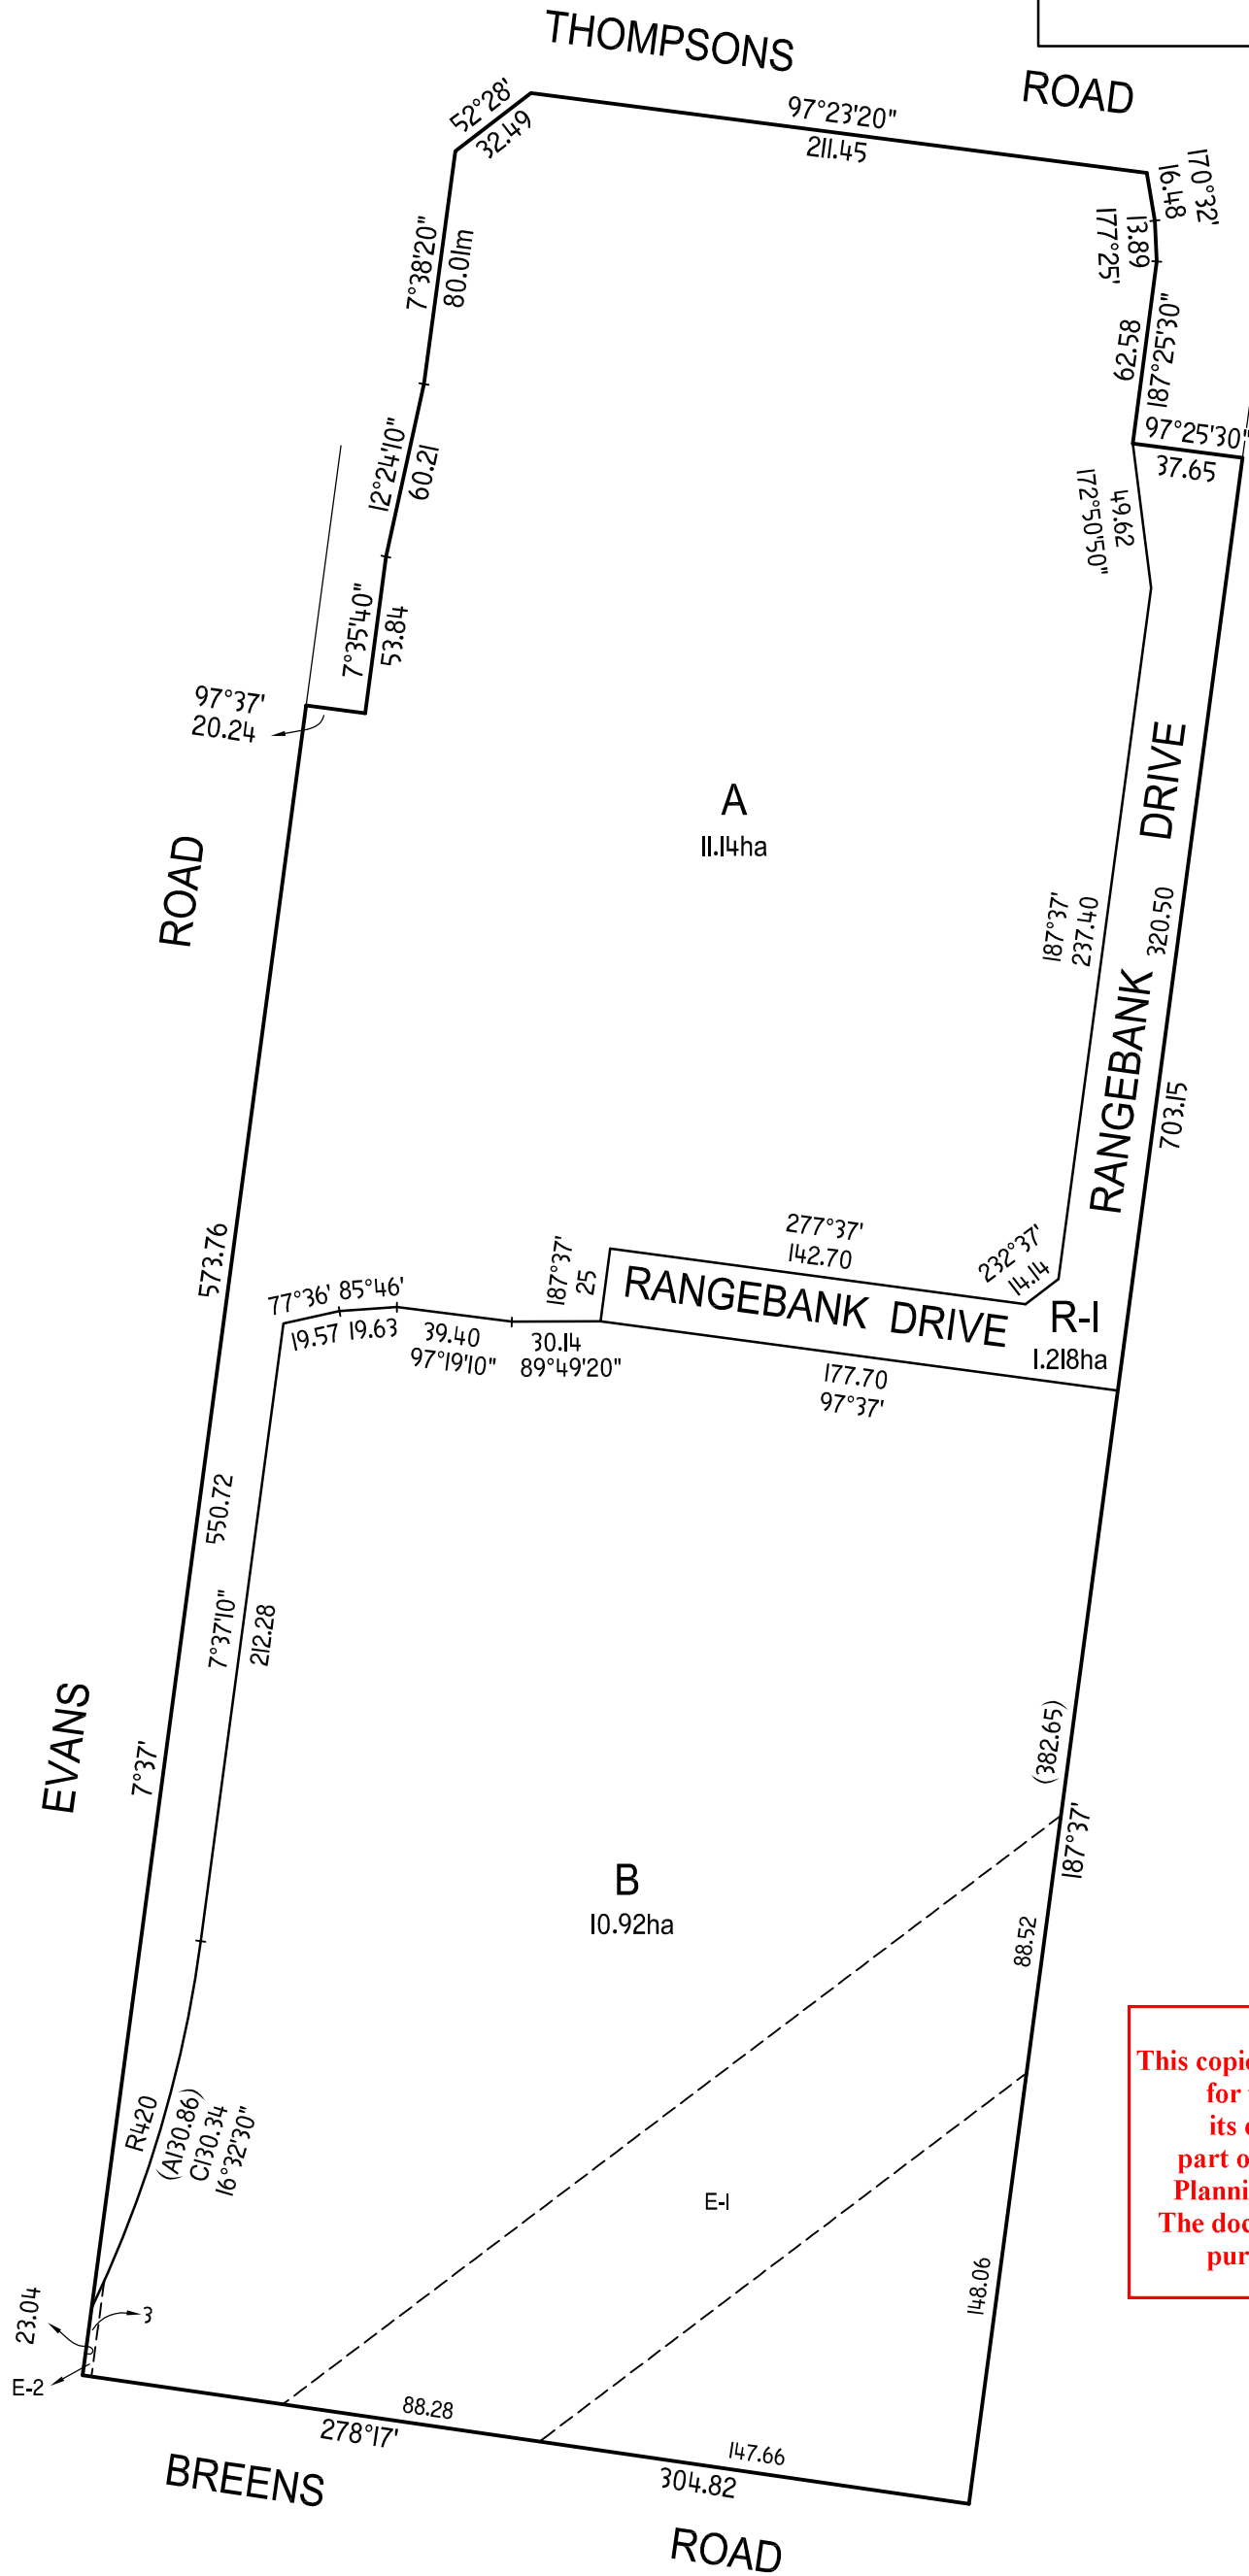 THOMPSONS
ROAD
52°28'
32.49
97°23'20"
211.45
170°32'
16.48
13.89
177°25'
7°38'20"
80.01m
62.58
187°25'30"
97°25'30"
37.65
12°24'10"
60.21
49.62
172°50'50"
7°35'40"
53.84
97°37'
20.24
A
11.14ha
ROAD
DRIVE
187°37'
237.40
320.50
RANGEBANK
703.15
573.76
277°37'
142.70
232°37'
14.14
187°37'
25
RANGEBANK DRIVE
R-1
1.218ha
77°36' 85°46'
19.57 19.63
39.40
97°19'10"
30.14
89°49'20"
177.70
97°37'
550.72
7°37'10"
212.28
EVANS
7°37'
(382.65)
187°37'
B
10.92ha
88.52
R420
(A130.86)
C130.34
16°32'30"
E-1
148.06
23.04
3
E-2
88.28
278°17'
147.66
304.82
BREENS
ROAD
This copie
for
its
part o
Planni
The doc
pur